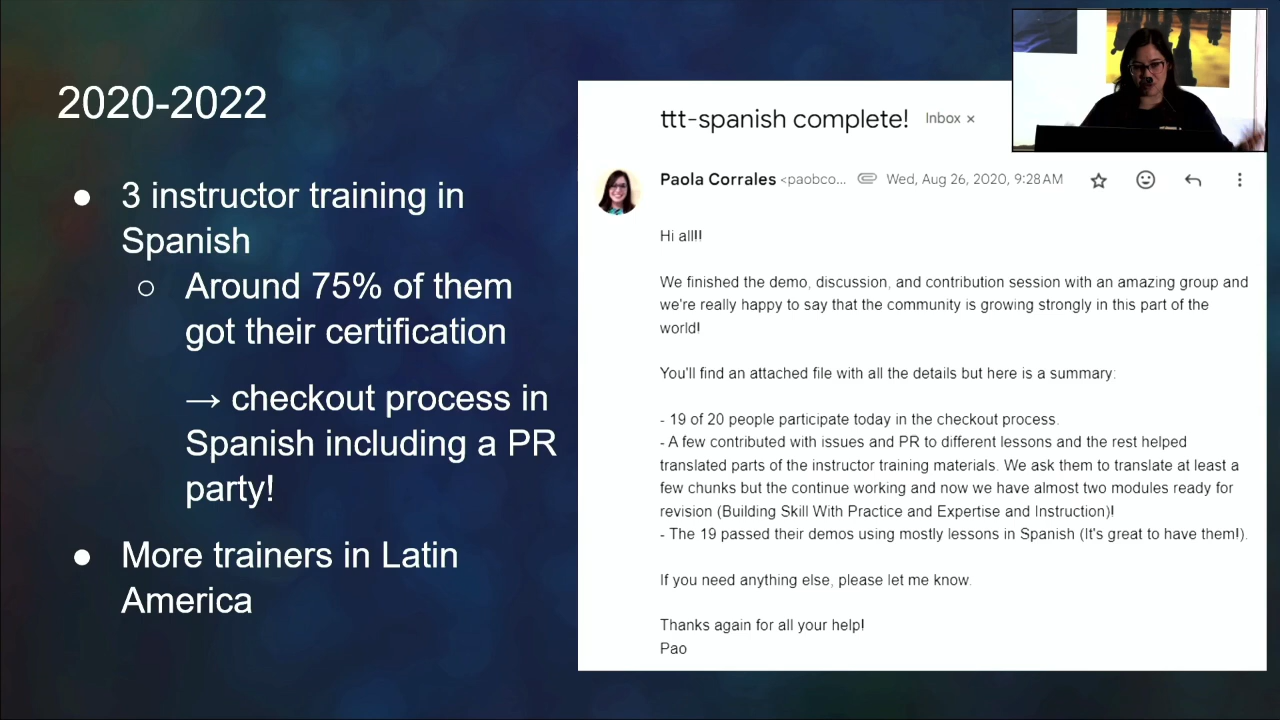 2020-2022
● 3 instructor training in
Spanish
○ Around 75% of them
got their certification
→ checkout process in
Spanish including a PR
party!
● More trainers in Latin
America
ttt-spanish complete! Inbox ×
Paola Corrales <paobco... Wed, Aug 26, 2020, 9:28 AM
Hi all!!
We finished the demo, discussion, and contribution session with an amazing group and
we're really happy to say that the community is growing strongly in this part of the
world!
You'll find an attached file with all the details but here is a summary:
- 19 of 20 people participate today in the checkout process.
- A few contributed with issues and PR to different lessons and the rest helped
translated parts of the instructor training materials. We ask them to translate at least a
few chunks but the continue working and now we have almost two modules ready for
revision (Building Skill With Practice and Expertise and Instruction)!
- The 19 passed their demos using mostly lessons in Spanish (It's great to have them!).
If you need anything else, please let me know.
Thanks again for all your help!
Pao